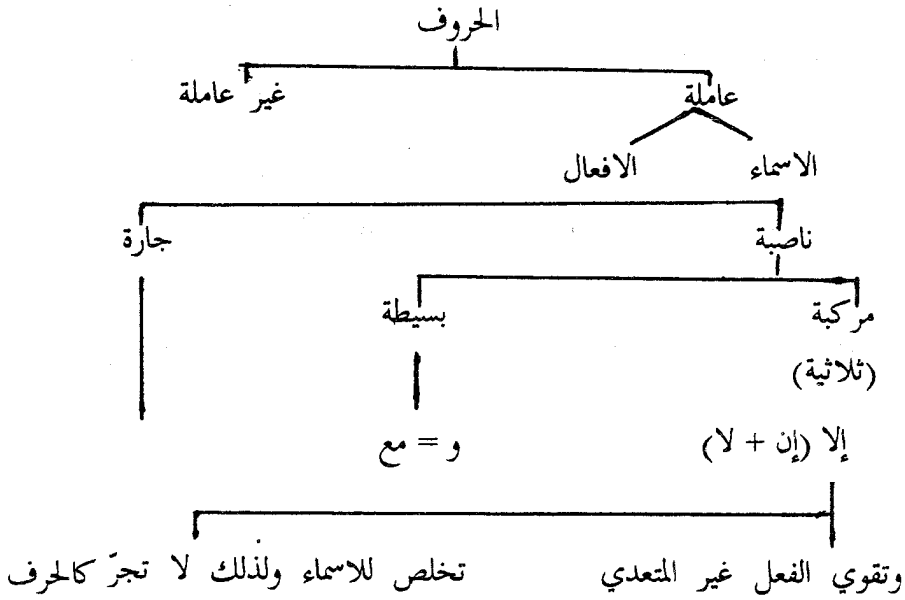 الحروف
عاملة غير عاملة
الاسماء الافعال
ناصبة جارة
مركبة بسيطة
(ثلاثية)
إلا (إن + لا) و = مع
وتقوي الفعل غير المتعدي تخلص للاسماء ولذلك لا تجرّ كالحرف